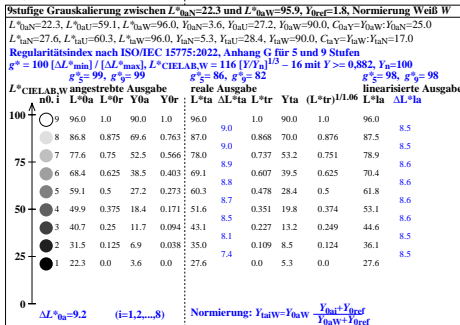 9stufige Grauskalierung zwischen L*0aN=22.3 und L*0aW=95.9, Y0ref=1.8, Normierung Weiß W
L*0aN=22.3, L*0aU=59.1, L*0aW=96.0, Y0aN=3.6, Y0aU=27.2, Y0aW=90.0, C0aY=Y0aW:Y0aN=25.0
L*taN=27.6, L*taU=60.3, L*taW=96.0, YtaN=5.3, YtaU=28.4, YtaW=90.0, CtaY=YtaW:YtaN=17.0
Regularitätsindex nach ISO/IEC 15775:2022, Anhang G für 5 und 9 Stufen
g* = 100 [ΔL*min] / [ΔL*max], L*CIELAB,W = 116 [Y/Yn]1/3 − 16 mit Y >= 0,882, Yn=100
g*5= 99, g*9= 99 g*5= 86, g*9= 82 g*5= 98, g*9= 98
L*CIELAB,W angestrebte Ausgabe reale Ausgabe linearisierte Ausgabe
n0. i L*0a L*0r Y0a Y0r L*ta ΔL*ta L*tr Yta (L*tr)1/1.06 L*la ΔL*la
100
9 96.0 1.0 90.0 1.0 96.0 1.0 90.0 1.0 96.0
9.0 8.5
8 86.8 0.875 69.6 0.763 87.0 0.868 70.0 0.876 87.5
9.0 8.5
7 77.6 0.75 52.5 0.566 78.0 0.737 53.2 0.751 78.9
8.9 8.6
75
6 68.4 0.625 38.5 0.403 69.1 0.607 39.5 0.625 70.4
8.8 8.6
5 59.1 0.5 27.2 0.273 60.3 0.478 28.4 0.5 61.8
8.7 8.6
50
4 49.9 0.375 18.4 0.171 51.6 0.351 19.8 0.374 53.1
8.5 8.5
3 40.7 0.25 11.7 0.094 43.1 0.227 13.2 0.249 44.6
8.1 8.5
2 31.5 0.125 6.9 0.038 35.0 0.109 8.5 0.124 36.1
7.4 8.5
25
1 22.3 0.0 3.6 0.0 27.6 0.0 5.3 0.0 27.6
0
ΔL*0a=9.2 (i=1,2,...,8) Normierung: YtaiW=Y0aW Y0ai+Y0ref
Y0aW+Y0ref